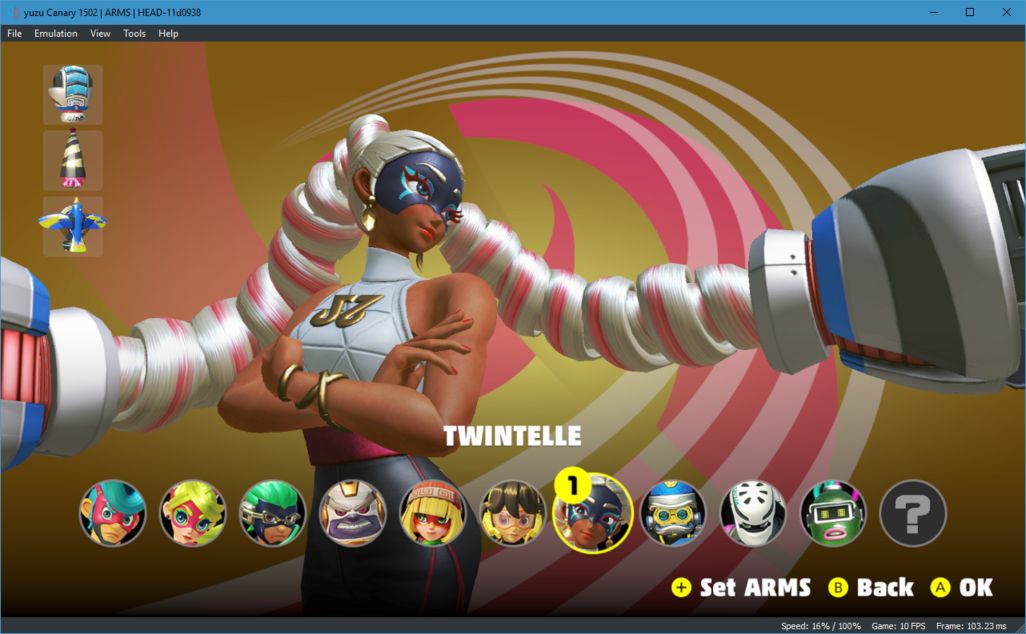 yuzu Canary 1502 | ARMS | HEAD-11d0938
File Emulation View Tools Help
TWINTELLE
1
?
+ Set ARMS B Back A OK
Speed: 16% / 100% Game: 10 FPS Frame: 103.23 ms